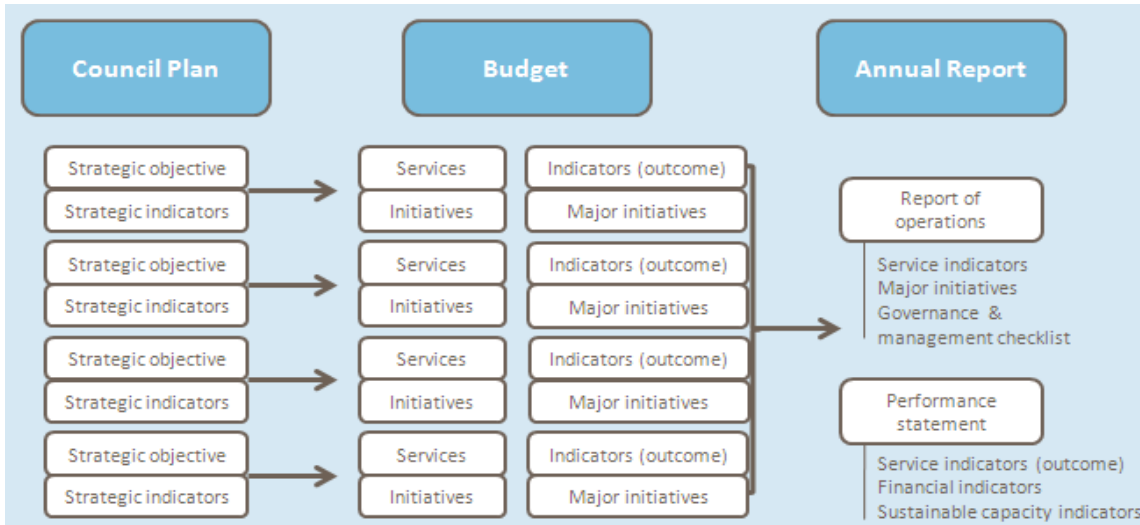 Council Plan
Budget
Annual Report
Strategic objective
Strategic indicators
Strategic objective
Strategic indicators
Strategic objective
Strategic indicators
Strategic objective
Strategic indicators
Services
Initiatives
Services
Initiatives
Services
Initiatives
Services
Initiatives
Indicators (outcome)
Major initiatives
Indicators (outcome)
Major initiatives
Indicators (outcome)
Major initiatives
Indicators (outcome)
Major initiatives
Report of
operations
Service indicators
Major initiatives
Governance &
management checklist
Performance
statement
Service indicators (outcome)
Financial indicators
Sustainable capacity indicators